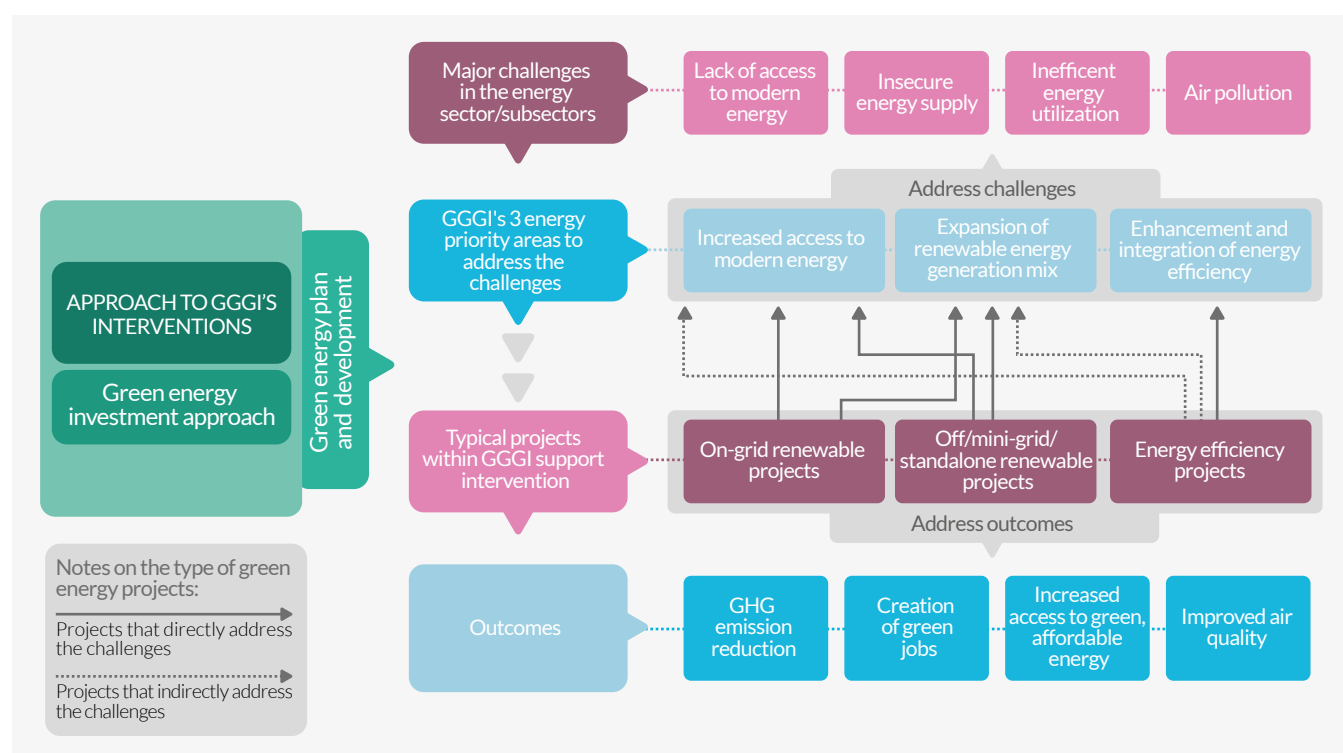 Major challenges
in the energy
sector/subsectors
Lack of access
to modern
energy
Insecure
energy supply
Inefficent
energy
utilization
Air pollution
Address challenges
GGGI's 3 energy
priority areas to
address the
challenges
Increased access to
modern energy
Expansion of
renewable energy
generation mix
Enhancement and
integration of energy
efficiency
APPROACH TO GGGI’S
INTERVENTIONS
Green energy
investment approach
Green energy plan
and development
Typical projects
within GGGI support
intervention
On-grid renewable
projects
Off/mini-grid/
standalone renewable
projects
Energy efficiency
projects
Address outcomes
Notes on the type of green
energy projects:
Projects that directly address
the challenges
Projects that indirectly address
the challenges
Outcomes
GHG
emission
reduction
Creation
of green
jobs
Increased
access to green,
affordable
energy
Improved air
quality